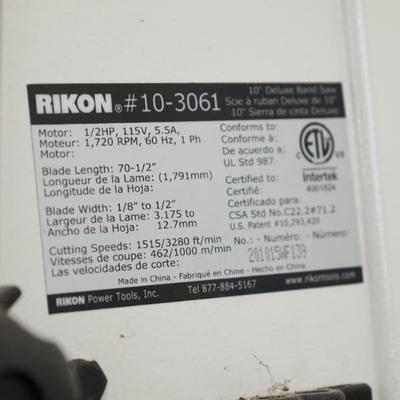 RIKON® #10-3061
10" Deluxe Band Saw
Scie à ruban Deluxe de 10"
10" Sierra de cinta Deluxe
Motor: 1/2HP, 115V, 5.5A,
Moteur: 1,720 RPM, 60 Hz, 1 Ph
Motor:
Blade Length: 70-1/2"
Longueur de la Lame: (1,791mm)
Longitud de la Hoja:
Blade Width: 1/8" to 1/2"
Largeur de la Lame: 3.175 to
Ancho de la Hoja: 12.7mm
Cutting Speeds: 1515/3280 ft/min
Vitesses de coupe: 462/1000 m/min
Las velocidades de corte:
Conforms to:
Conforme à:
De acuerdo a:
UL Std 987
Certified to:
Certifié:
Certificado para:
CSA Std No.C22.2#71.2
U.S. Patent #10,293,420
C ETL US
Intertek
4001824
No.: - Numéro: - Número:
201015WF139
Made in China - Fabriqué en Chine - Hecho en China
RIKON Power Tools, Inc. Tel 877-884-5167 www.rikontools.com